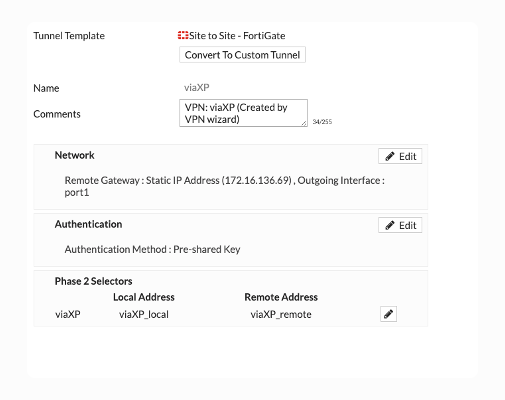 Tunnel Template Site to Site - FortiGate
Convert To Custom Tunnel
Name viaXP
Comments VPN: viaXP (Created by
VPN wizard) 34/255
Network Edit
Remote Gateway : Static IP Address (172.16.136.69) , Outgoing Interface :
port1
Authentication Edit
Authentication Method : Pre-shared Key
Phase 2 Selectors
Local Address Remote Address
viaXP viaXP_local viaXP_remote